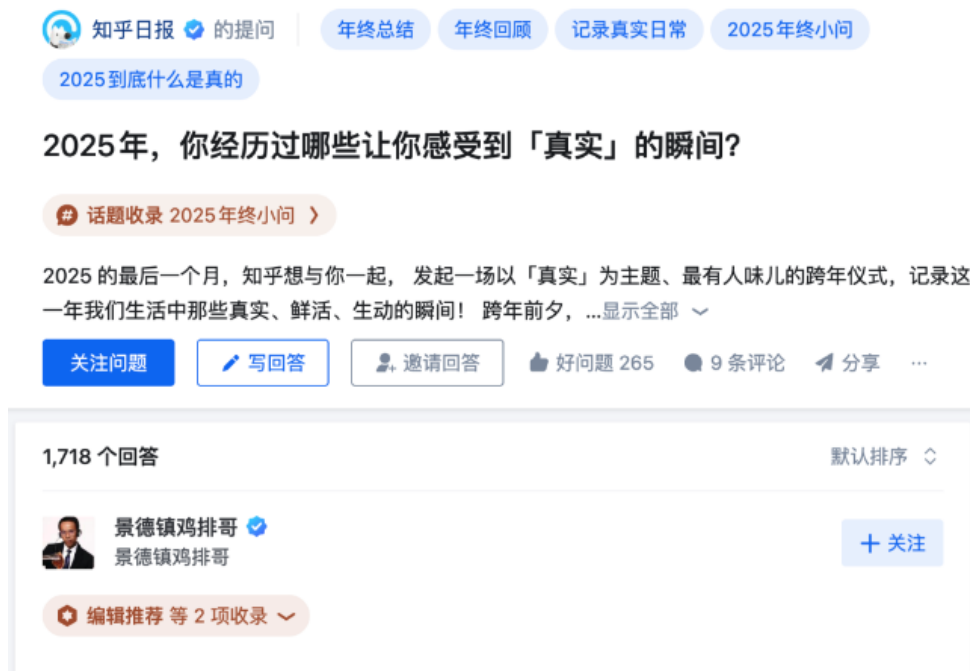 知乎日报 的提问 年终总结 年终回顾 记录真实日常 2025年终小问
2025到底什么是真的
2025年，你经历过哪些让你感受到「真实」的瞬间？
话题收录 2025年终小问
2025 的最后一个月，知乎想与你一起， 发起一场以「真实」为主题、最有人味儿的跨年仪式，记录这
一年我们生活中那些真实、鲜活、生动的瞬间！ 跨年前夕，...显示全部
关注问题 写回答 邀请回答 好问题 265 9 条评论 分享 ...
1,718 个回答 默认排序
景德镇鸡排哥
景德镇鸡排哥
+ 关注
编辑推荐 等 2 项收录